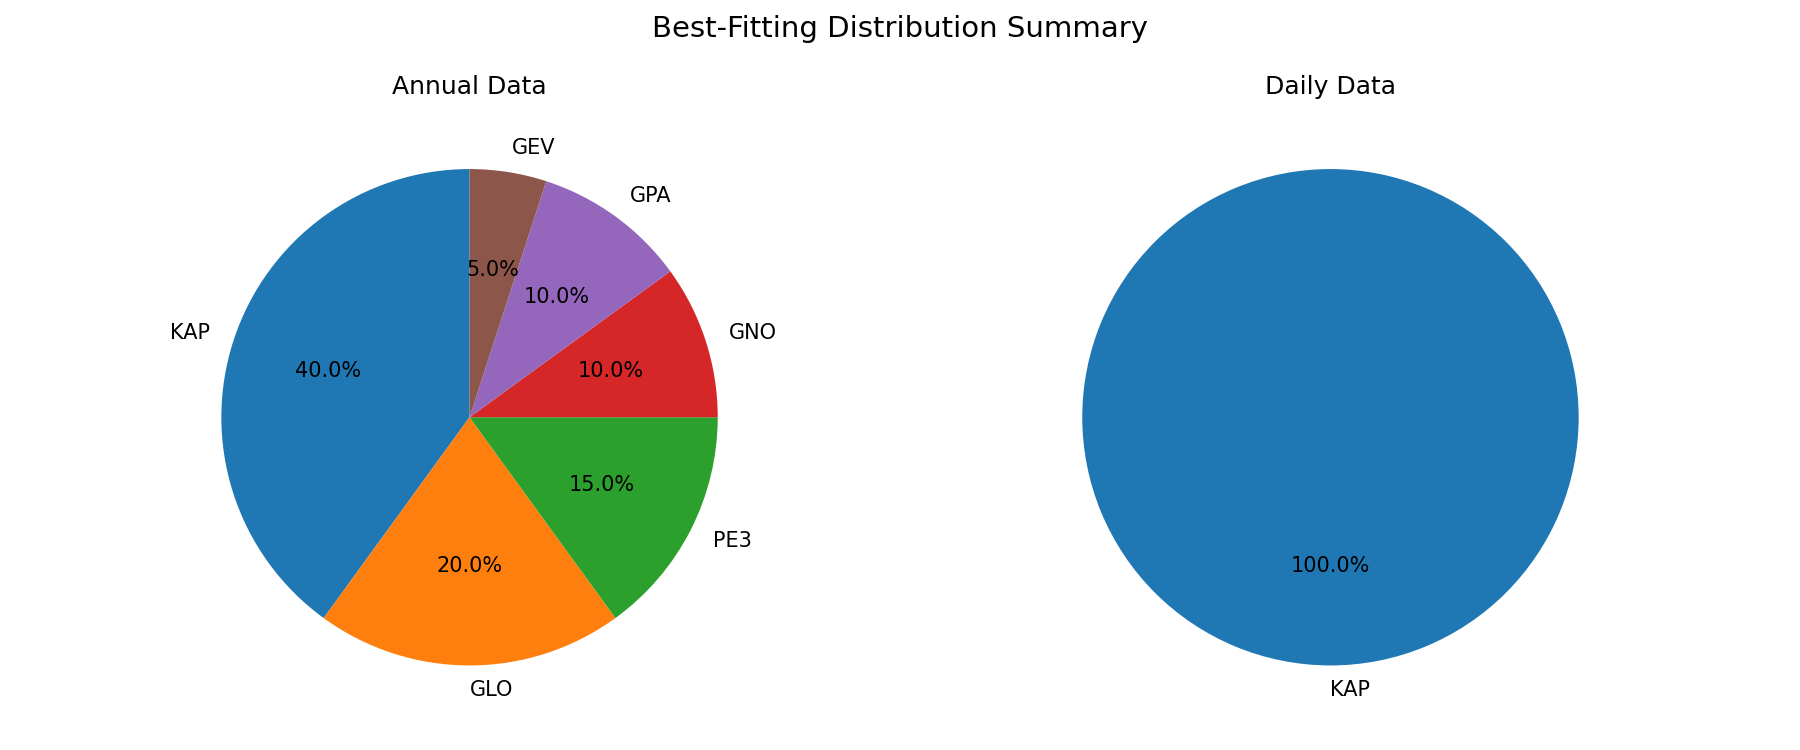 Best-Fitting Distribution Summary
Annual Data
GEV
GPA
5.0%
10.0%
KAP
GNO
40.0%
10.0%
15.0%
PE3
20.0%
GLO
Daily Data
100.0%
KAP